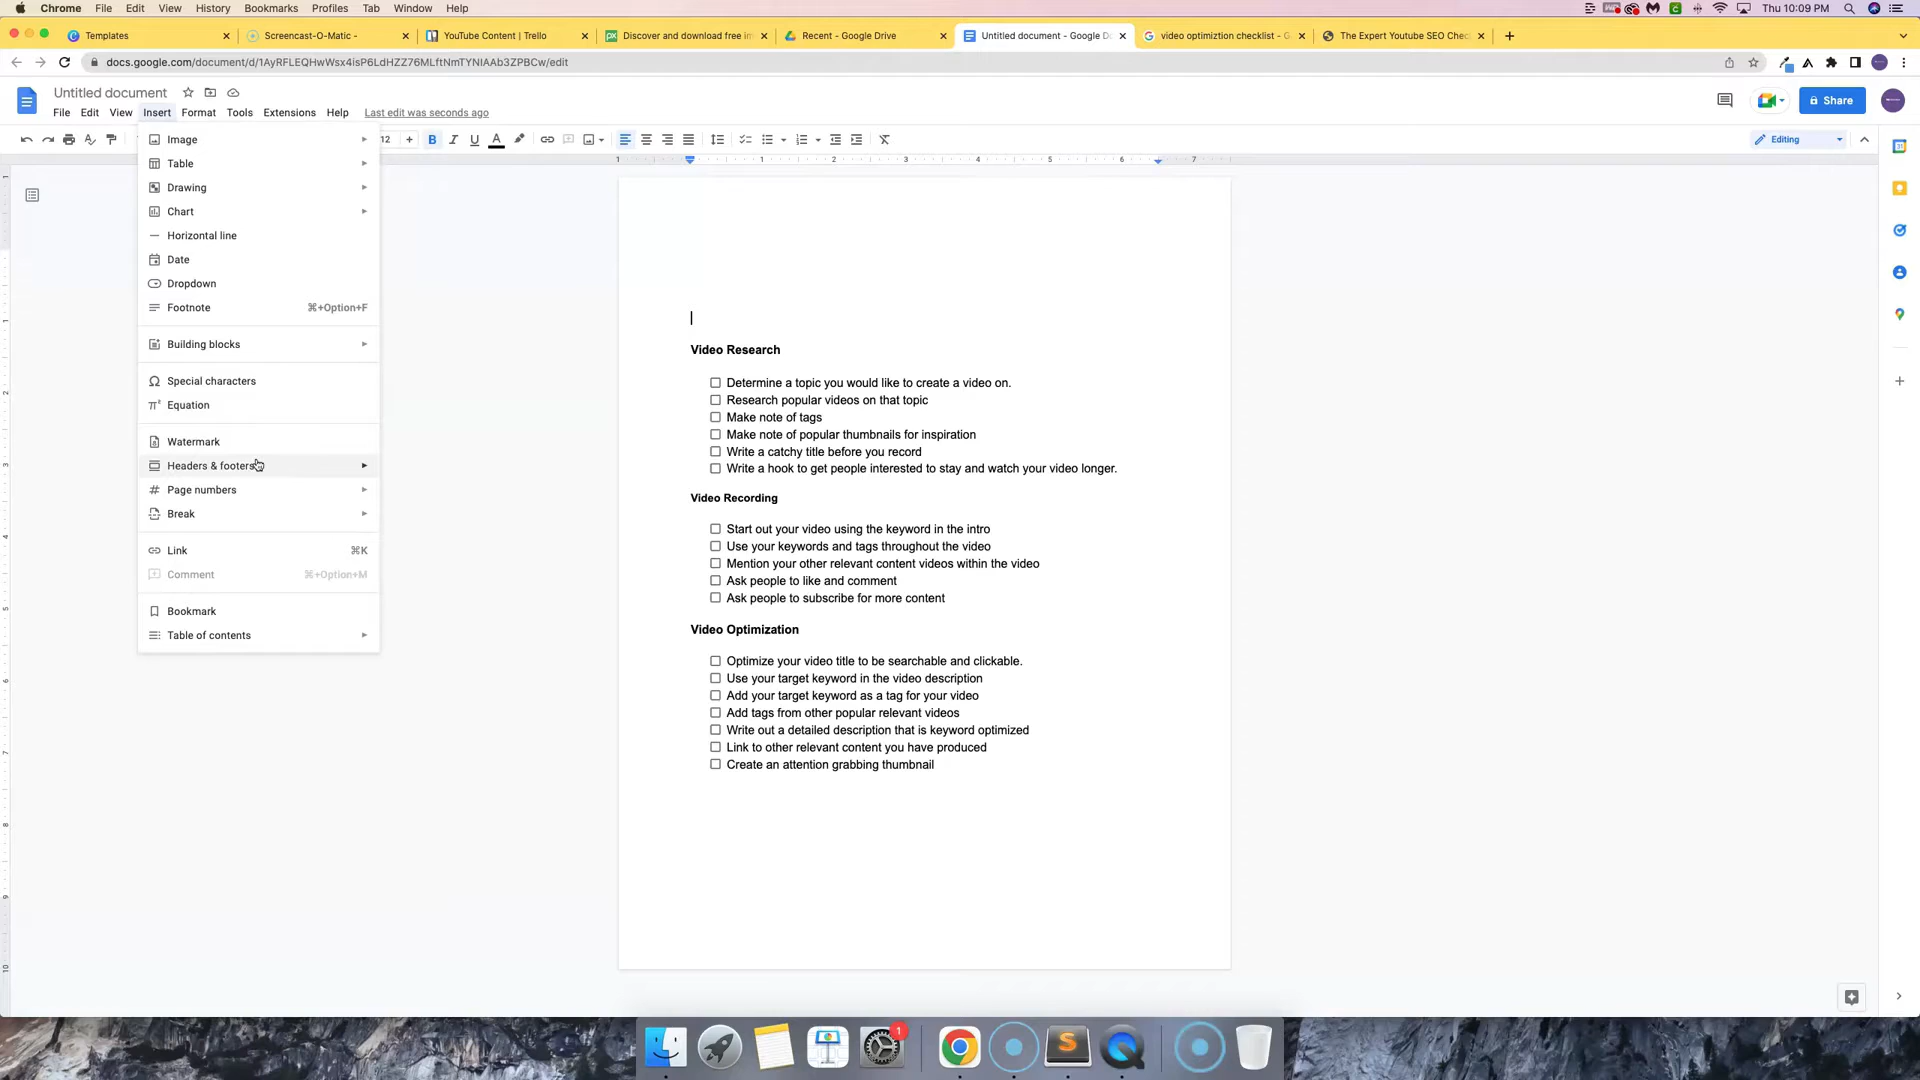 Chrome File Edit View History Bookmarks Profiles Tab Window Help
Thu 10:09 PM
Templates
Screencast-O-Matic -
YouTube Content | Trello
Discover and download free im
Recent - Google Drive
Untitled document - Google Do
video optimiztion checklist - G
The Expert Youtube SEO Chec
docs.google.com/document/d/1AyRFLEQHwWsx4isP6LdHZZ76MLftNmTYNIAAb3ZPBCw/edit
Untitled document
File Edit View Insert Format Tools Extensions Help Last edit was seconds ago
Share
12
Editing
1 1 2 3 4 5 6 7
Image
Table
Drawing
Chart
Horizontal line
Date
Dropdown
Footnote ⌘+Option+F
Building blocks
Special characters
Equation
Watermark
Headers & footers
Page numbers
Break
Link ⌘K
Comment ⌘+Option+M
Bookmark
Table of contents
Video Research
Determine a topic you would like to create a video on.
Research popular videos on that topic
Make note of tags
Make note of popular thumbnails for inspiration
Write a catchy title before you record
Write a hook to get people interested to stay and watch your video longer.
Video Recording
Start out your video using the keyword in the intro
Use your keywords and tags throughout the video
Mention your other relevant content videos within the video
Ask people to like and comment
Ask people to subscribe for more content
Video Optimization
Optimize your video title to be searchable and clickable.
Use your target keyword in the video description
Add your target keyword as a tag for your video
Add tags from other popular relevant videos
Write out a detailed description that is keyword optimized
Link to other relevant content you have produced
Create an attention grabbing thumbnail
1